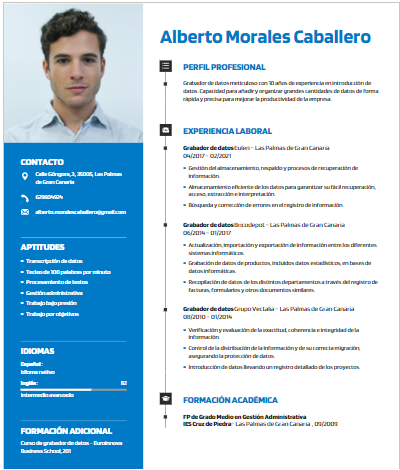 Alberto Morales Caballero
PERFIL PROFESIONAL
Grabador de datos meticuloso con 10 años de experiencia en introducción de
datos. Capacidad para añadir y organizar grandes cantidades de datos de forma
rápida y precisa para mejorar la productividad de la empresa.
EXPERIENCIA LABORAL
Grabador de datos Eulen - Las Palmas de Gran Canaria
04/2017 - 02/2021
• Gestión del almacenamiento, respaldo y procesos de recuperación de
información.
• Almacenamiento eficiente de los datos para garantizar su fácil recuperación,
acceso, extracción e interpretación.
• Búsqueda y corrección de errores en el registro de información.
Grabador de datos Bricodepot - Las Palmas de Gran Canaria
06/2014 - 01/2017
• Actualización, importación y exportación de información entre los diferentes
sistemas informáticos.
• Grabación de datos de productos, incluidos datos estadísticos, en bases de
datos informáticas.
• Recopilación de datos de los distintos departamentos a través del registro de
facturas, formularios y otros documentos similares.
Grabador de datos Grupo Vectalia - Las Palmas de Gran Canaria
08/2010 - 01/2014
• Verificación y evaluación de la exactitud, coherencia e integridad de la
información.
• Control de la distribución de la información y de su correcta migración,
asegurando la protección de datos.
• Introducción de datos llevando un registro detallado de los proyectos.
FORMACIÓN ACADÉMICA
FP de Grado Medio en Gestión Administrativa
IES Cruz de Piedra - Las Palmas de Gran Canaria , 09/2009
CONTACTO
Calle Góngora, 3, 35005, Las Palmas
de Gran Canaria
629604924
alberto.moralescaballero@gmail.com
APTITUDES
• Transcripción de datos
• Tecleo de 100 palabras por minuto
• Procesamiento de textos
• Gestión administrativa
• Trabajo bajo presión
• Trabajo por objetivos
IDIOMAS
Español :
Idioma nativo
Inglés : B2
Intermedio avanzado
FORMACIÓN ADICIONAL
Curso de grabador de datos - Euroinnova
Business School, 201